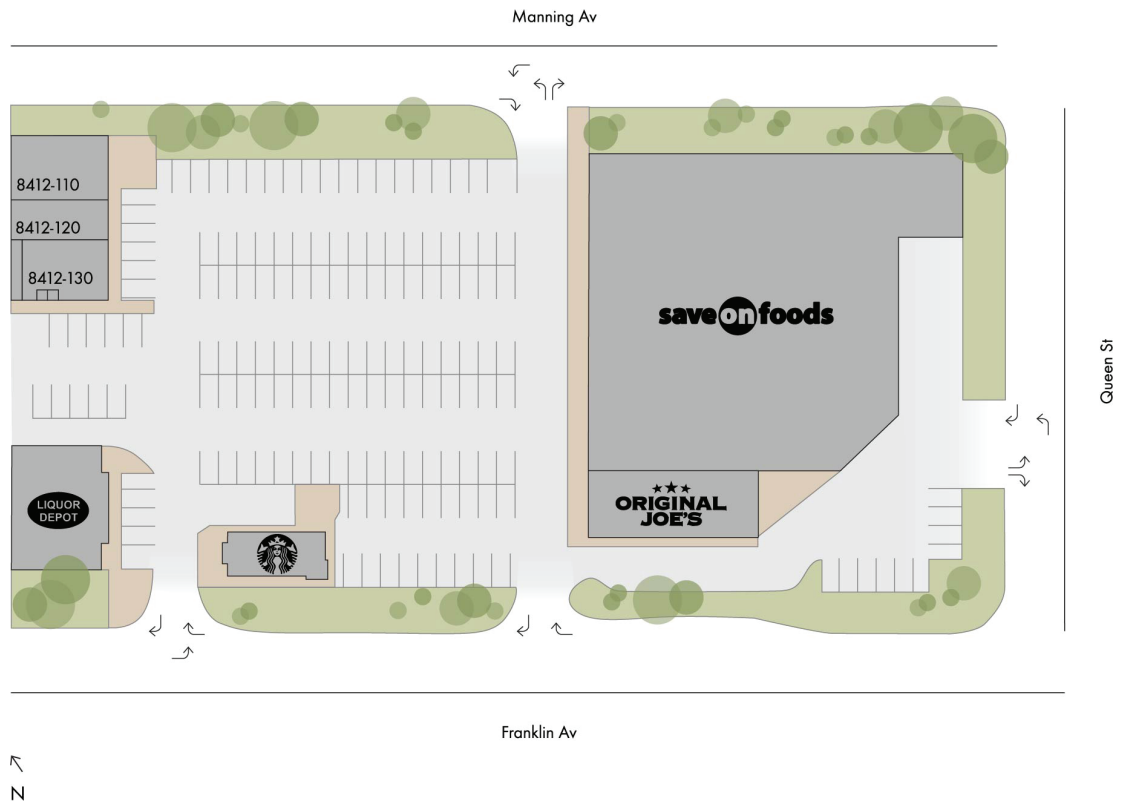 Manning Av
8412-110
8412-120
8412-130
save on foods
Queen St
LIQUOR
DEPOT
ORIGINAL
JOE'S
Franklin Av
N